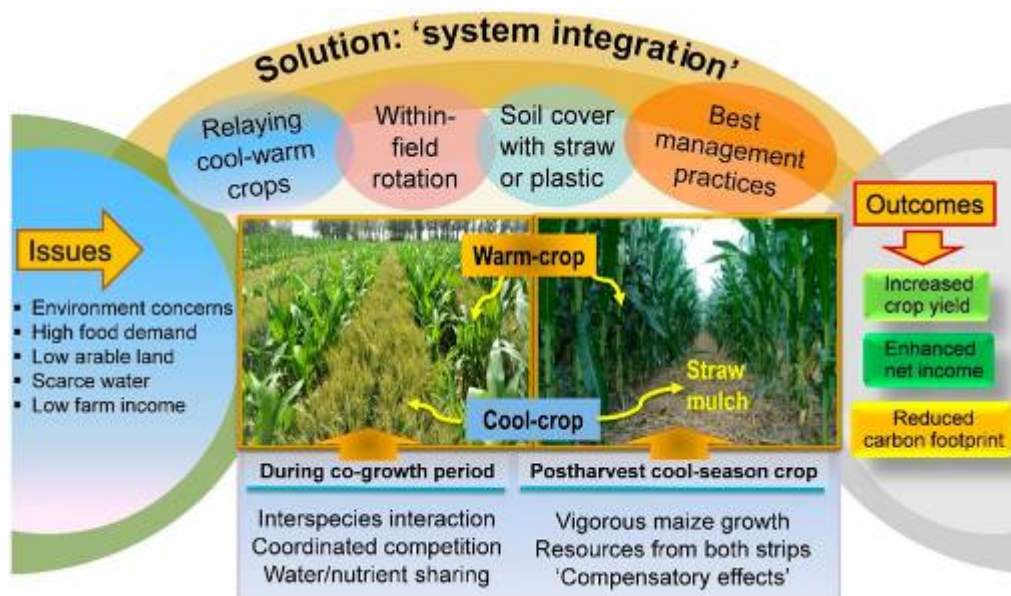 Solution: ‘system integration’
Relaying
cool-warm
crops
Within-
field
rotation
Soil cover
with straw
or plastic
Best
management
practices
Issues
▪ Environment concerns
▪ High food demand
▪ Low arable land
▪ Scarce water
▪ Low farm income
Warm-crop
Cool-crop
Straw
mulch
During co-growth period
Interspecies interaction
Coordinated competition
Water/nutrient sharing
Postharvest cool-season crop
Vigorous maize growth
Resources from both strips
‘Compensatory effects’
Outcomes
Increased
crop yield
Enhanced
net income
Reduced
carbon footprint